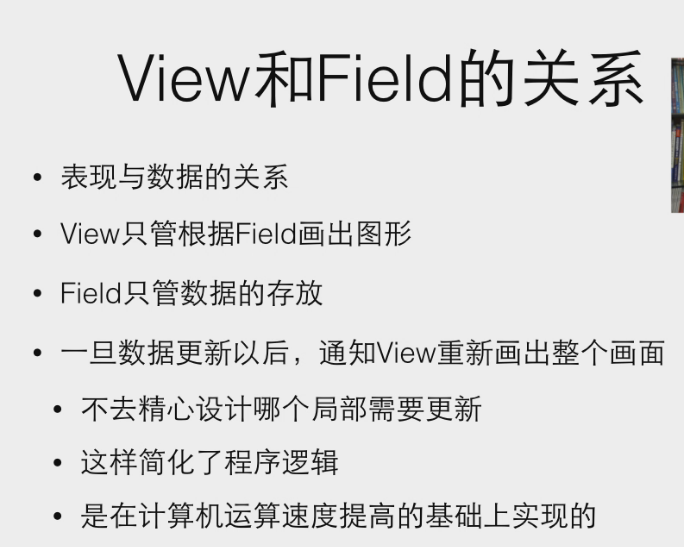 View和Field的关系
• 表现与数据的关系
• View只管根据Field画出图形
• Field只管数据的存放
• 一旦数据更新以后，通知View重新画出整个画面
• 不去精心设计哪个局部需要更新
• 这样简化了程序逻辑
• 是在计算机运算速度提高的基础上实现的